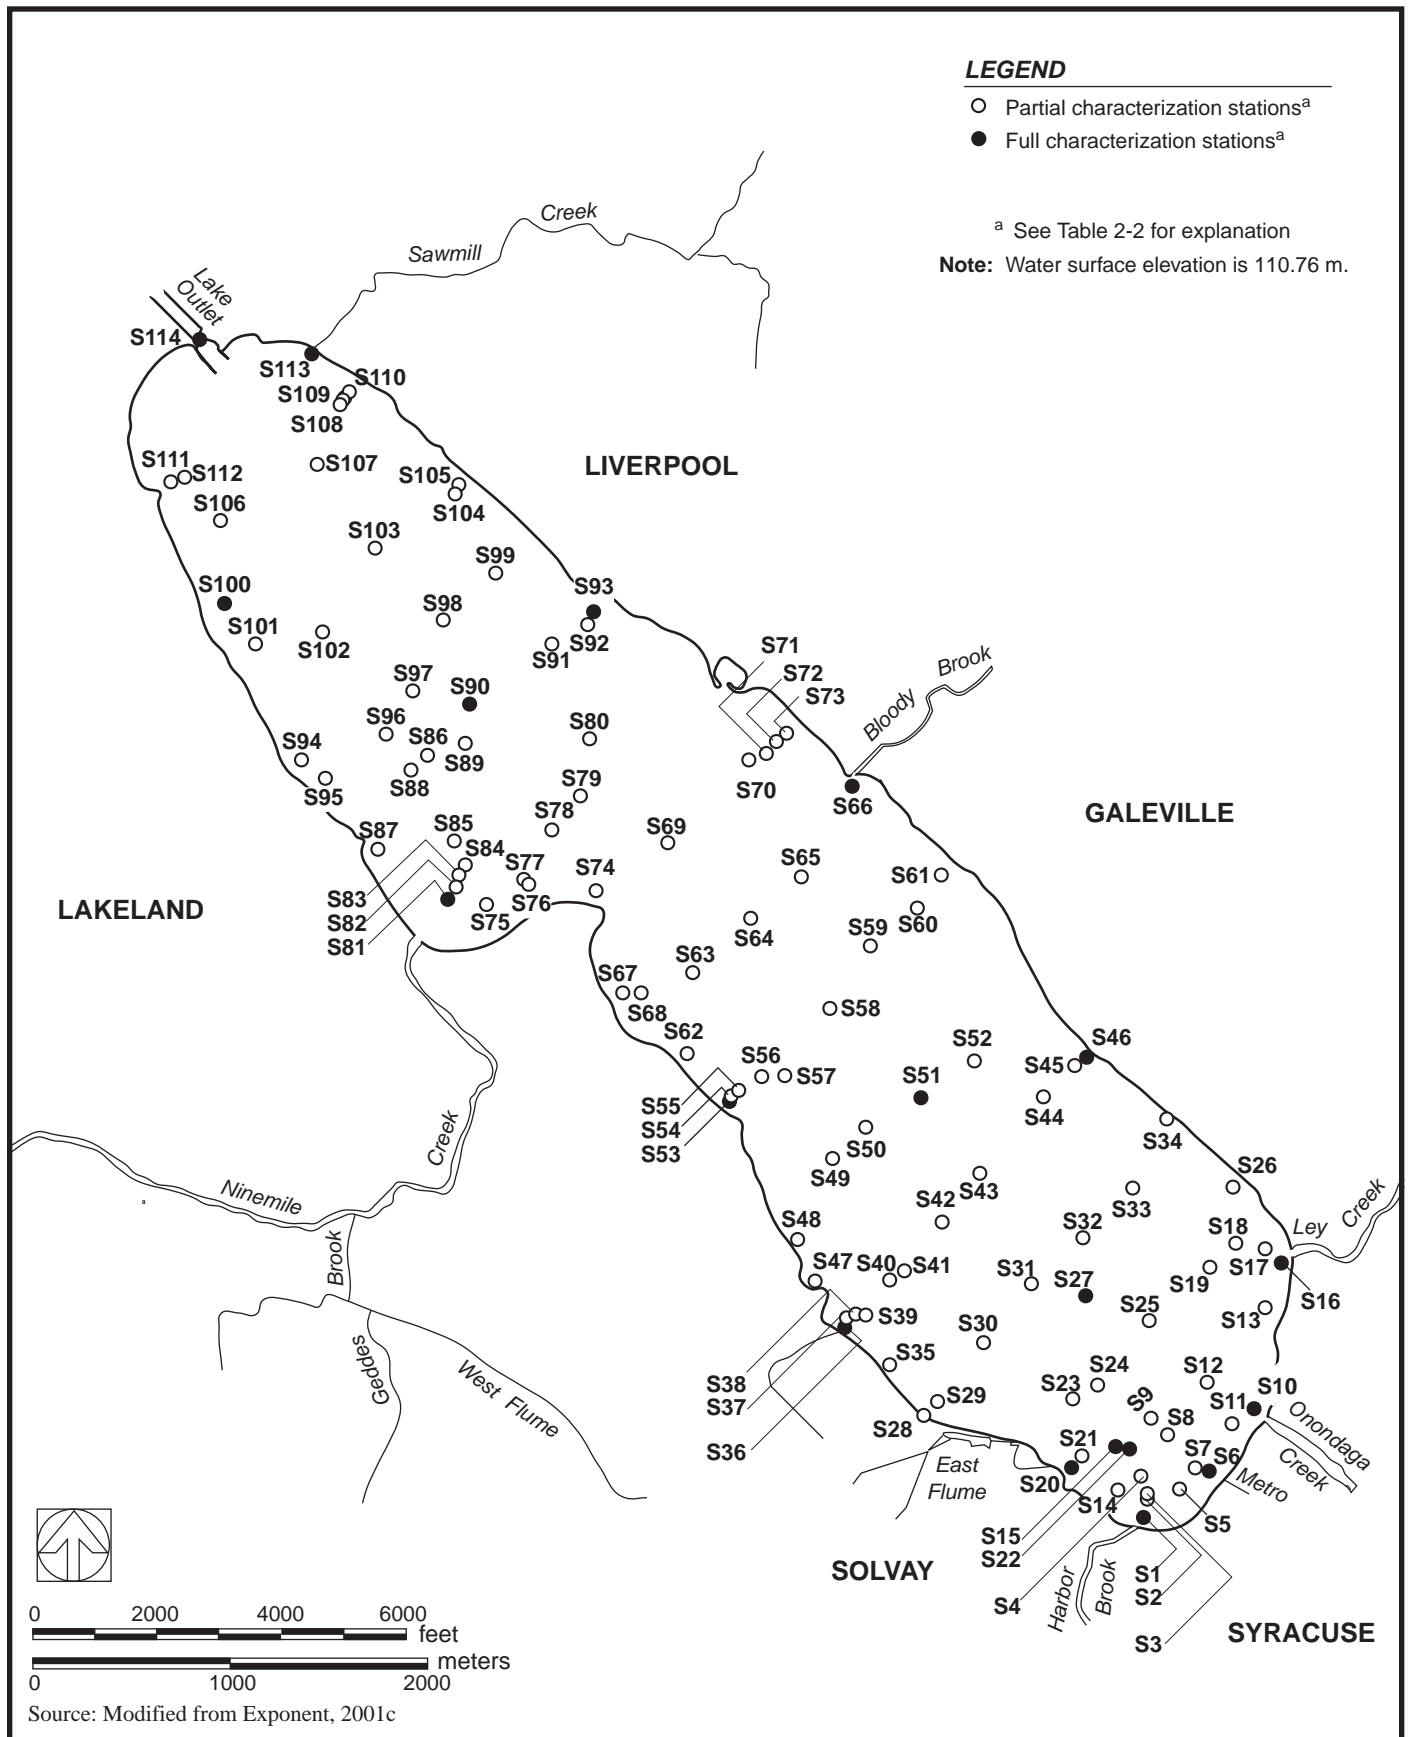 LEGEND
Partial characterization stationsa
Full characterization stationsa
a See Table 2-2 for explanation
Note: Water surface elevation is 110.76 m.
Creek
Sawmill
Lake
Outlet
S114
S113
S110
S109
S108
S107
S111
S112
S105
S104
S106
S103
LIVERPOOL
S99
S100
S93
S98
S101
S102
S92
S91
S71
S72
S73
Brook
Bloody
S97
S90
S96
S86
S80
S94
S89
S88
S95
S79
S70
S66
GALEVILLE
S87
S85
S78
S69
S84
S77
S74
S65
S61
S83
S82
S81
S75
S76
LAKELAND
S64
S59
S60
S63
S67
S68
S58
S62
S52
S46
S56
S57
S51
S45
S55
S54
S53
S44
S34
Creek
S50
S49
S26
Ninemile
S43
S42
S33
S32
Ley
Creek
Brook
S48
S18
S47
S40
S41
S31
S27
S19
S17
S16
S25
S13
S39
S30
Geddes
West Flume
S38
S37
S36
S35
S24
S12
S23
S9
S11
S10
S29
S28
S8
Onondaga
Creek
East
Flume
S21
S20
S7
S6
Metro
S14
S5
S15
S22
SOLVAY
S4
Harbor
Brook
S1
S2
S3
SYRACUSE
0 2000 4000 6000
feet
meters
0 1000 2000
Source: Modified from Exponent, 2001c